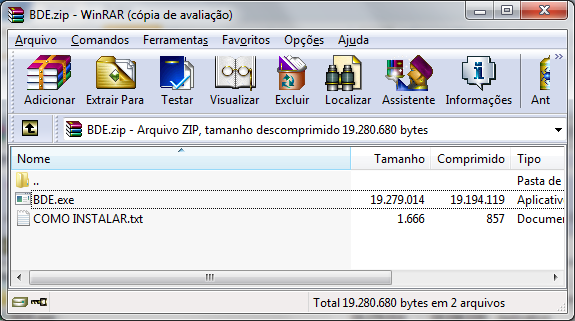 BDE.zip - WinRAR (cópia de avaliação)
Arquivo Comandos Ferramentas Favoritos Opções Ajuda
Adicionar Extrair Para Testar Visualizar Excluir Localizar Assistente Informações Ant
BDE.zip - Arquivo ZIP, tamanho descomprimido 19.280.680 bytes
Nome Tamanho Comprimido Tipo
.. Pasta de
BDE.exe 19.279.014 19.194.119 Aplicativ
COMO INSTALAR.txt 1.666 857 Documen
Total 19.280.680 bytes em 2 arquivos